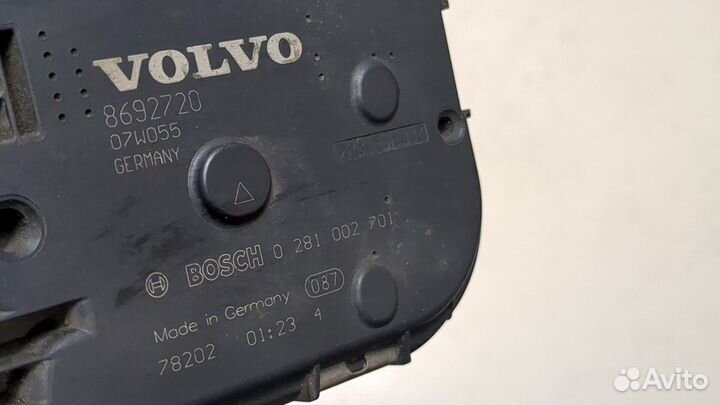 VOLVO
8692720
07W055
GERMANY
BOSCH 0 281 002 701
Made in Germany 087
78202 01:23 4
Avito